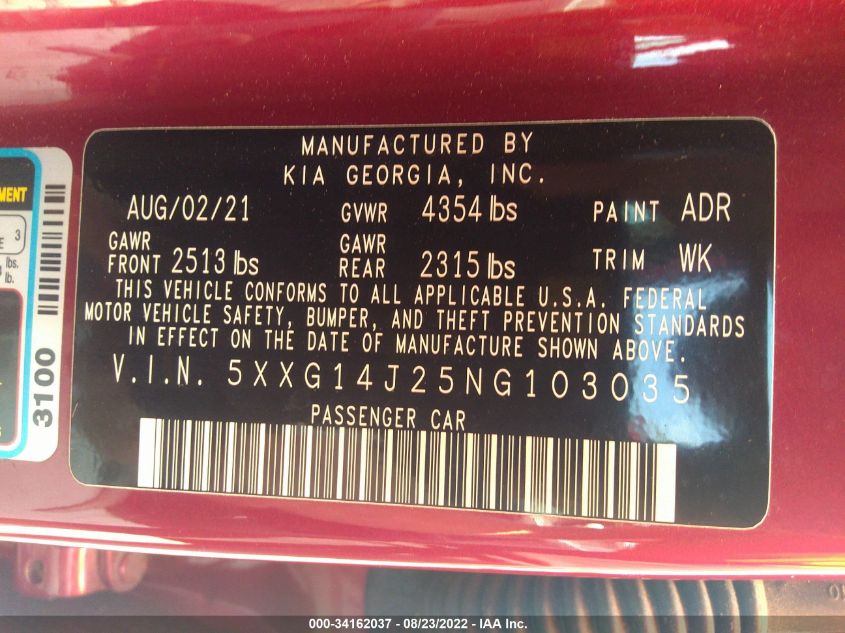 MANUFACTURED BY
KIA GEORGIA, INC.
AUG/02/21 GVWR 4354 lbs PAINT ADR
GAWR FRONT 2513 lbs GAWR REAR 2315 lbs TRIM WK
THIS VEHICLE CONFORMS TO ALL APPLICABLE U.S.A. FEDERAL
MOTOR VEHICLE SAFETY, BUMPER, AND THEFT PREVENTION STANDARDS
IN EFFECT ON THE DATE OF MANUFACTURE SHOWN ABOVE.
V.I.N. 5XXG14J25NG103035
PASSENGER CAR
MENT
3
lb.
3100
000-34162037 - 08/23/2022 - IAA Inc.